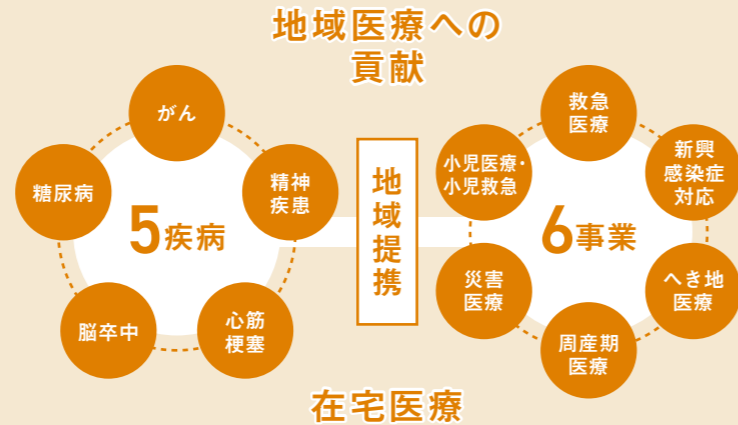 地域医療への
貢献
がん
糖尿病
精神
疾患
5疾病
脳卒中
心筋
梗塞
地域提携
救急
医療
小児医療・
小児救急
新興
感染症
対応
6事業
災害
医療
へき地
医療
周産期
医療
在宅医療